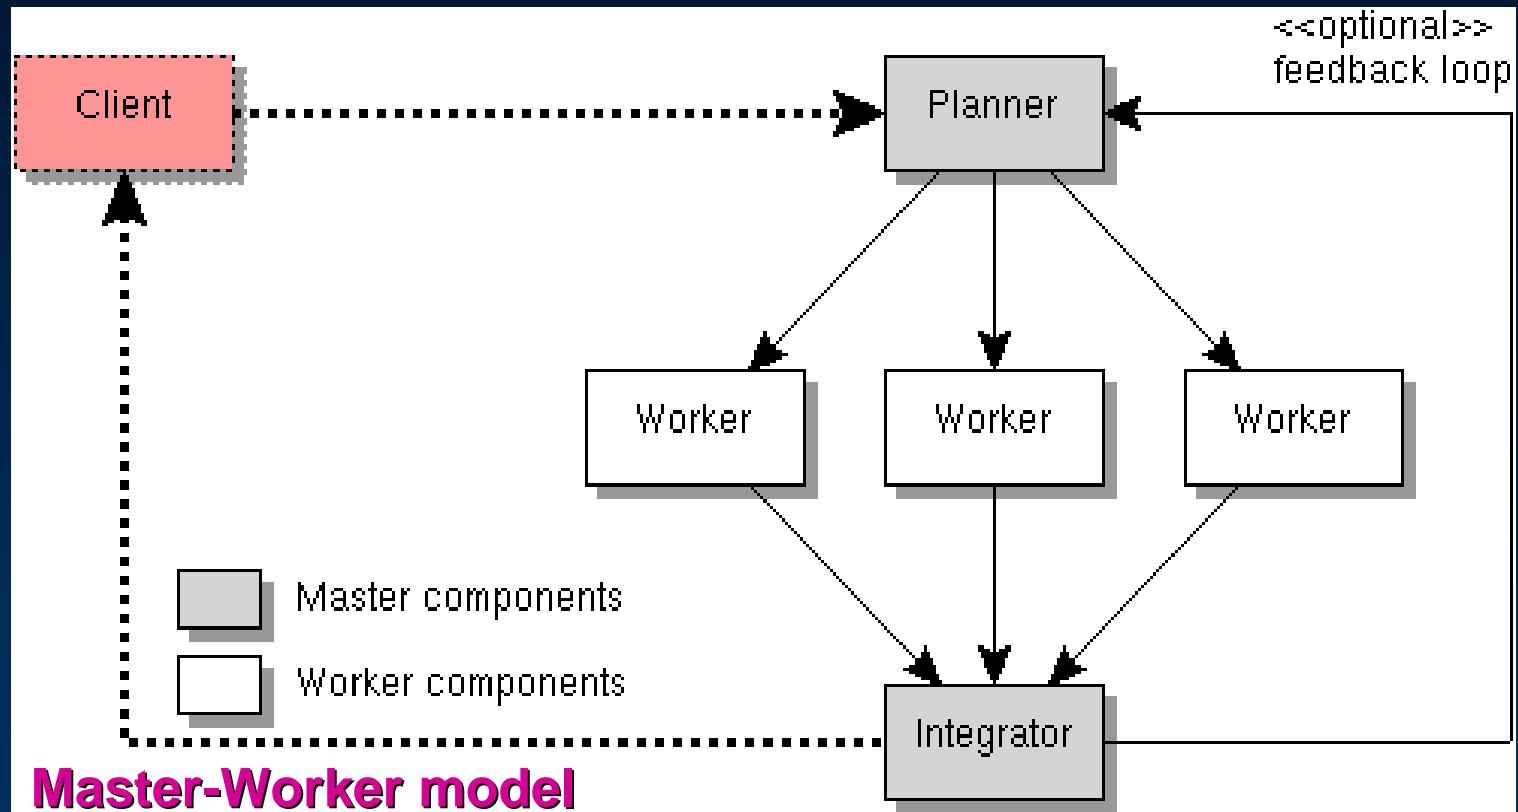 <<optional>>
feedback loop
Client
Planner
Worker
Worker
Worker
Master components
Worker components
Integrator
Master-Worker model